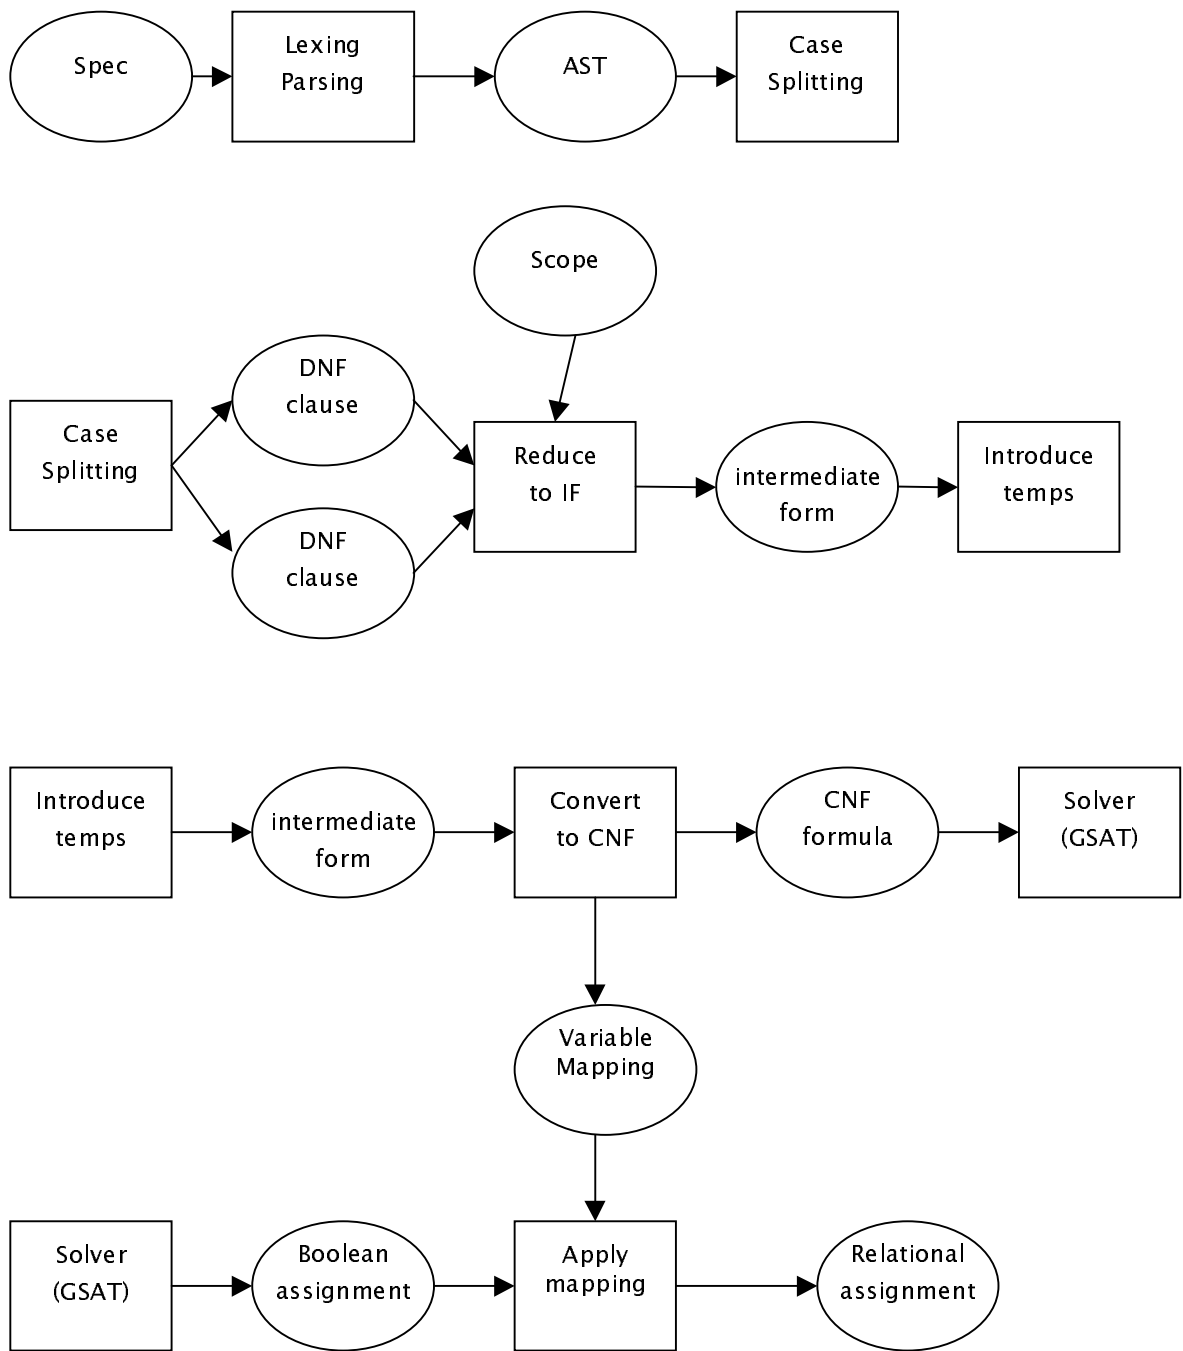 Spec
Lexing
Parsing
AST
Case
Splitting
Scope
DNF
clause
Case
Splitting
DNF
clause
Reduce
to IF
intermediate
form
Introduce
temps
Introduce
temps
intermediate
form
Convert
to CNF
CNF
formula
Solver
(GSAT)
Variable
Mapping
Solver
(GSAT)
Boolean
assignment
Apply
mapping
Relational
assignment